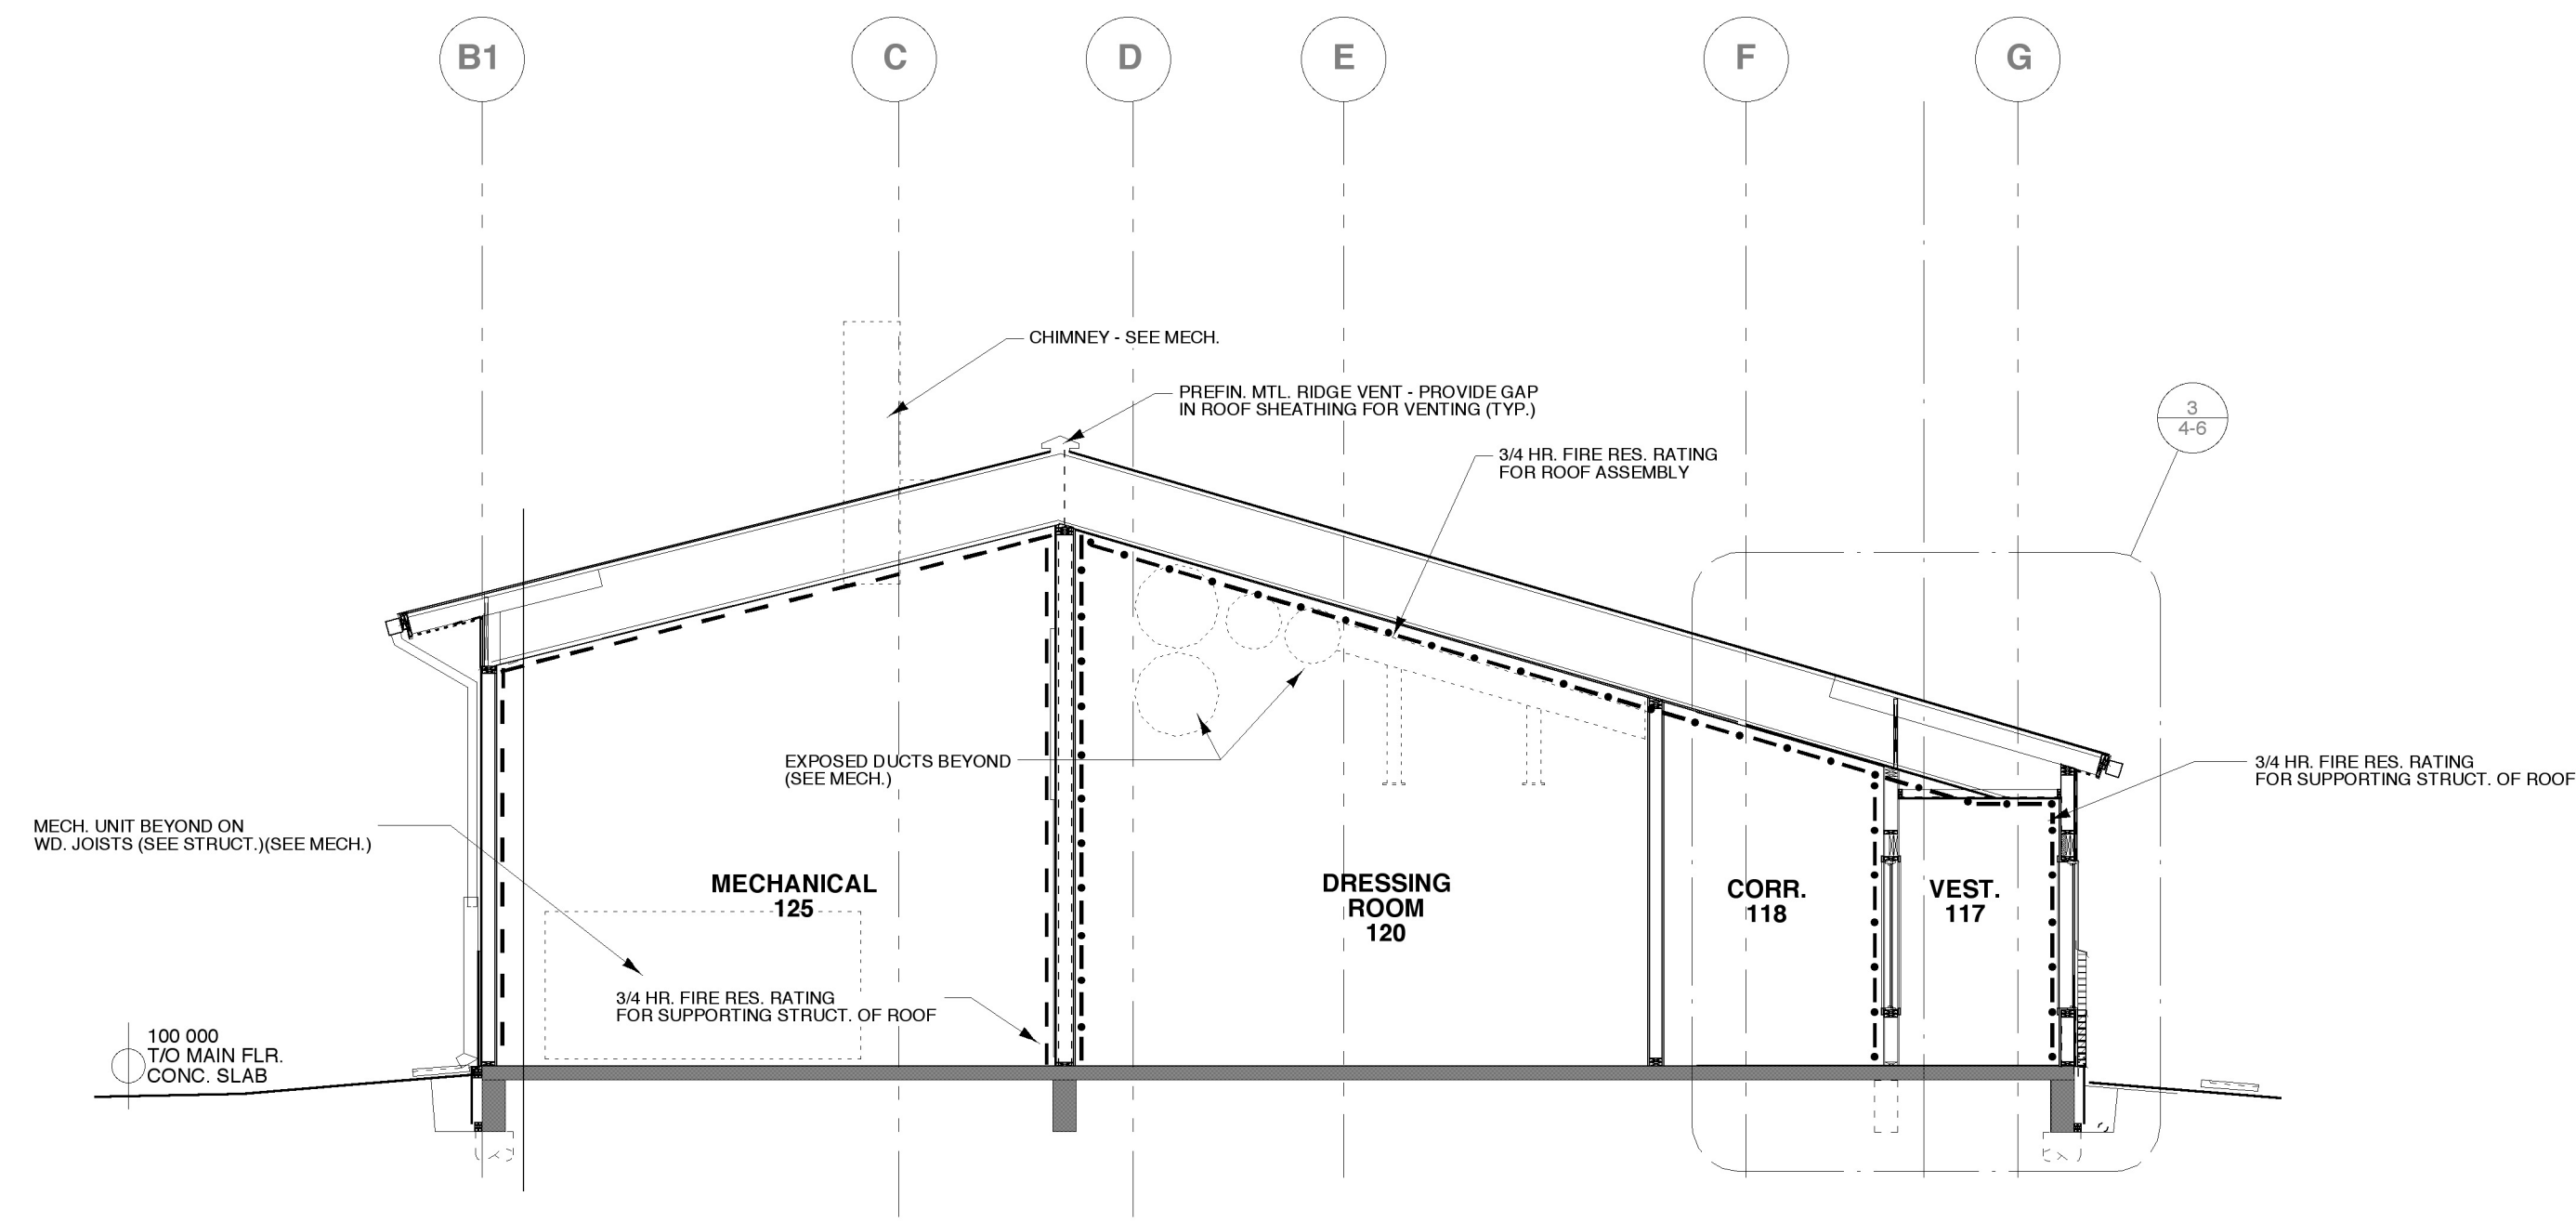 B1
C
D
E
F
G
CHIMNEY - SEE MECH.
PREFIN. MTL. RIDGE VENT - PROVIDE GAP
IN ROOF SHEATHING FOR VENTING (TYP.)
3
4-6
3/4 HR. FIRE RES. RATING
FOR ROOF ASSEMBLY
EXPOSED DUCTS BEYOND
(SEE MECH.)
3/4 HR. FIRE RES. RATING
FOR SUPPORTING STRUCT. OF ROOF
MECH. UNIT BEYOND ON
WD. JOISTS (SEE STRUCT.)(SEE MECH.)
MECHANICAL
125
DRESSING
ROOM
120
CORR.
118
VEST.
117
3/4 HR. FIRE RES. RATING
FOR SUPPORTING STRUCT. OF ROOF
100 000
T/O MAIN FLR.
CONC. SLAB